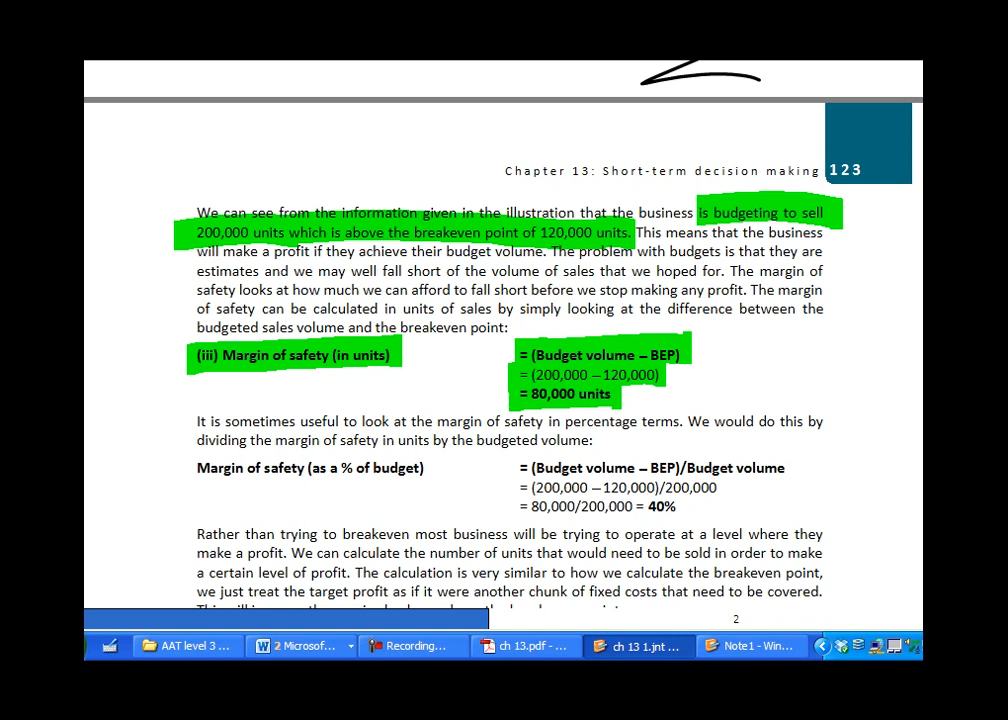 Chapter 13: Short-term decision making 123
We can see from the information given in the illustration that the business is budgeting to sell
200,000 units which is above the breakeven point of 120,000 units. This means that the business
will make a profit if they achieve their budget volume. The problem with budgets is that they are
estimates and we may well fall short of the volume of sales that we hoped for. The margin of
safety looks at how much we can afford to fall short before we stop making any profit. The margin
of safety can be calculated in units of sales by simply looking at the difference between the
budgeted sales volume and the breakeven point:
(iii) Margin of safety (in units) = (Budget volume – BEP)
= (200,000 – 120,000)
= 80,000 units
It is sometimes useful to look at the margin of safety in percentage terms. We would do this by
dividing the margin of safety in units by the budgeted volume:
Margin of safety (as a % of budget) = (Budget volume – BEP)/Budget volume
= (200,000 – 120,000)/200,000
= 80,000/200,000 = 40%
Rather than trying to breakeven most business will be trying to operate at a level where they
make a profit. We can calculate the number of units that would need to be sold in order to make
a certain level of profit. The calculation is very similar to how we calculate the breakeven point,
we just treat the target profit as if it were another chunk of fixed costs that need to be covered.
2
AAT level 3 ... 2 Microsof... Recording... ch 13.pdf - ... ch 13 1.jnt ... Note1 - Win...